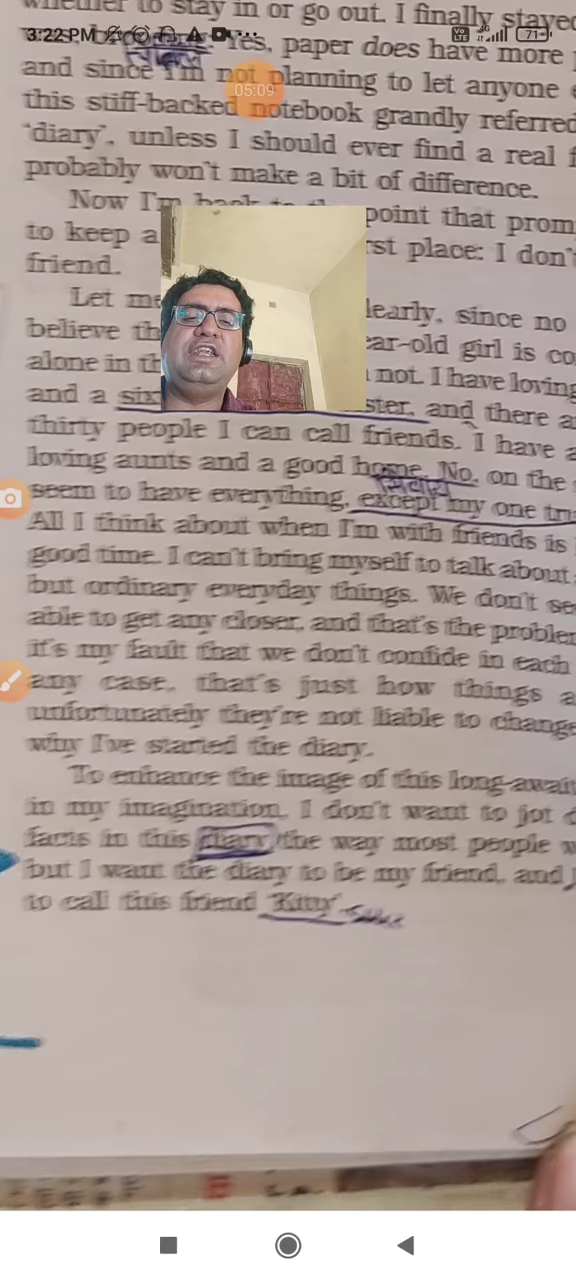 whether to stay in or go out. I finally stayed
3:22 PM
VoLTE 4G 71
Yes, paper does have more
and since I'm not planning to let anyone
05:09
this stiff-backed notebook grandly referred
'diary', unless I should ever find a real
probably won't make a bit of difference.
Now I'm back to the point that prom
to keep a rst place: I don't
friend.
Let me learly, since no
believe th ear-old girl is co
alone in th not. I have loving
and a six ster, and there a
thirty people I can call friends. I have a
loving aunts and a good home. No, on the
सिवाय
seem to have everything, except my one tru
All I think about when I'm with friends is
good time. I can't bring myself to talk about
but ordinary everyday things. We don't se
able to get any closer, and that's the problem
it's my fault that we don't confide in each
any case, that's just how things a
unfortunately they're not liable to change
why I've started the diary.
To enhance the image of this long-await
in my imagination, I don't want to jot
facts in this diary the way most people w
but I want the diary to be my friend, and
to call this friend 'Kitty'.